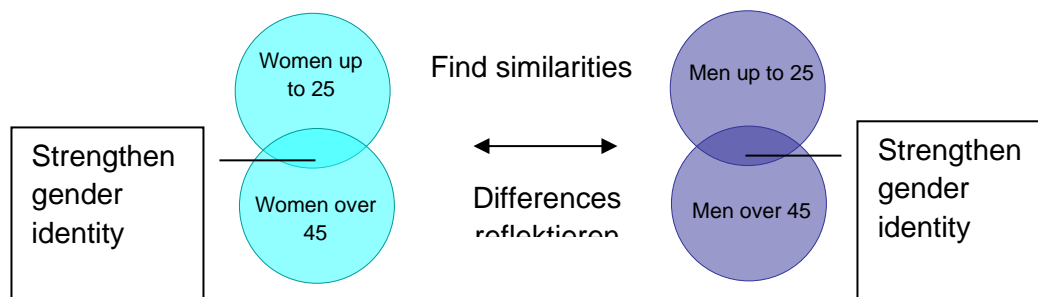 Strengthen
gender
identity
Women up
to 25
Women over
45
Find similarities
Differences
reflektieren
Men up to 25
Men over 45
Strengthen
gender
identity